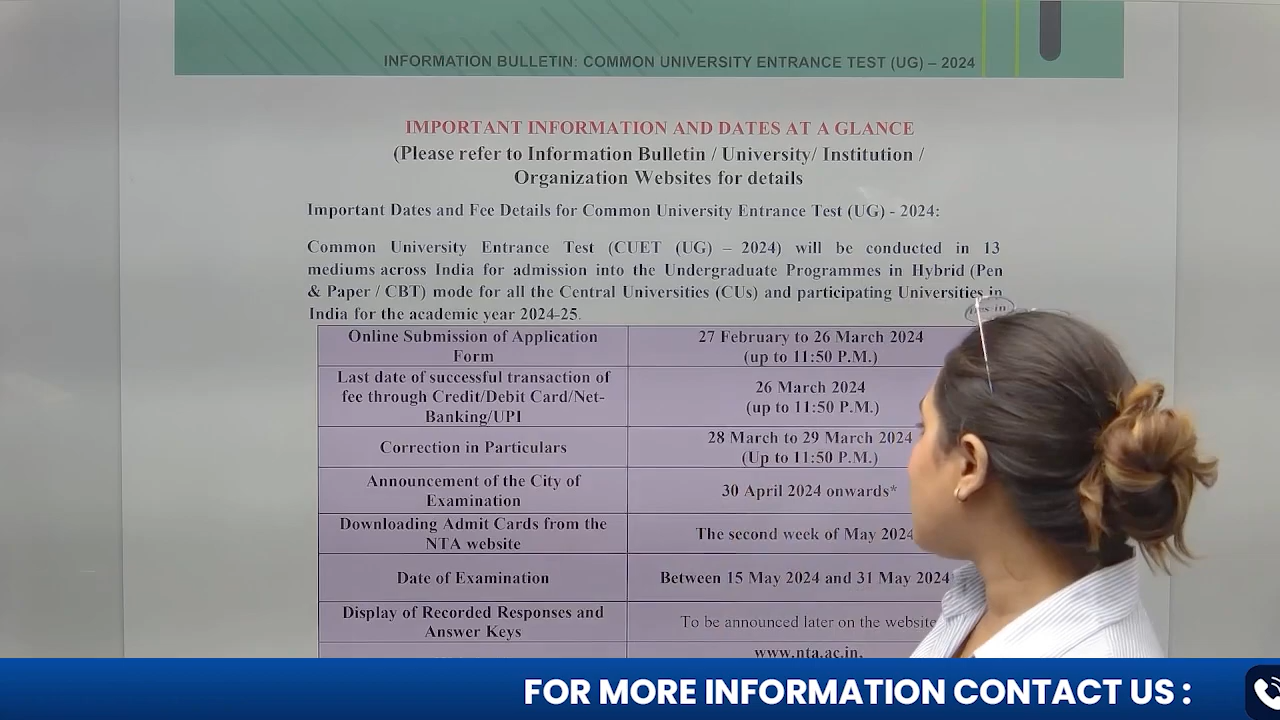 INFORMATION BULLETIN: COMMON UNIVERSITY ENTRANCE TEST (UG) – 2024
IMPORTANT INFORMATION AND DATES AT A GLANCE
(Please refer to Information Bulletin / University/ Institution /
Organization Websites for details
Important Dates and Fee Details for Common University Entrance Test (UG) - 2024:
Common University Entrance Test (CUET (UG) – 2024) will be conducted in 13
mediums across India for admission into the Undergraduate Programmes in Hybrid (Pen
& Paper / CBT) mode for all the Central Universities (CUs) and participating Universities in
India for the academic year 2024-25.
Online Submission of Application
Form
27 February to 26 March 2024
(up to 11:50 P.M.)
Last date of successful transaction of
fee through Credit/Debit Card/Net-
Banking/UPI
26 March 2024
(up to 11:50 P.M.)
Correction in Particulars
28 March to 29 March 2024
(Up to 11:50 P.M.)
Announcement of the City of
Examination
30 April 2024 onwards*
Downloading Admit Cards from the
NTA website
The second week of May 2024
Date of Examination
Between 15 May 2024 and 31 May 2024
Display of Recorded Responses and
Answer Keys
To be announced later on the website
www.nta.ac.in,
FOR MORE INFORMATION CONTACT US :